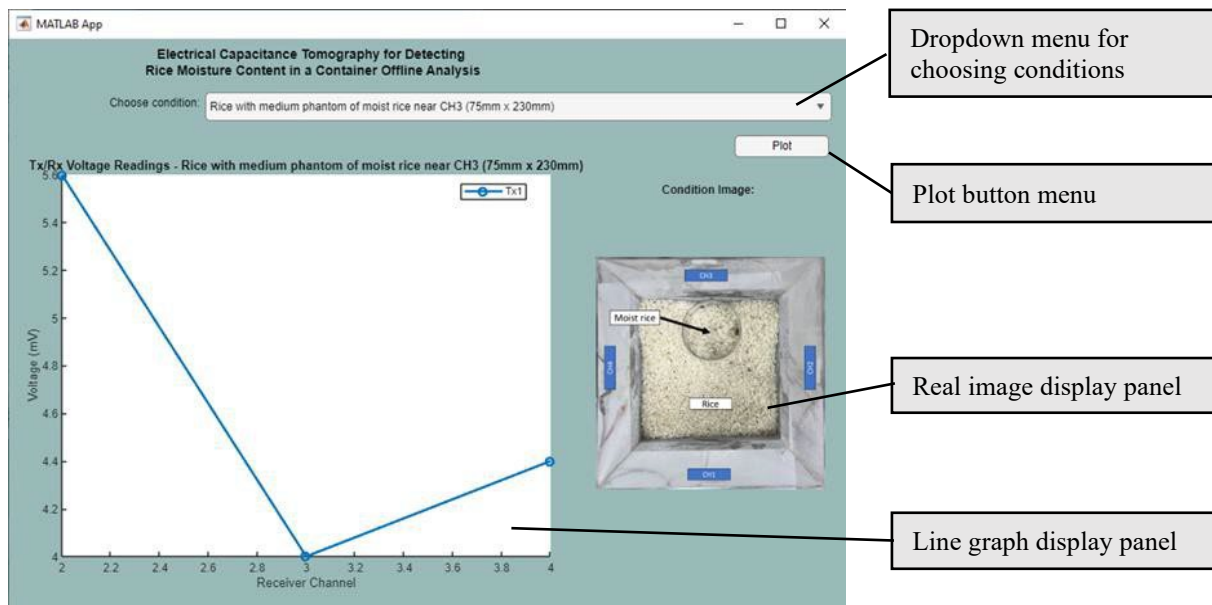 MATLAB App
Electrical Capacitance Tomography for Detecting
Rice Moisture Content in a Container Offline Analysis
Choose condition:
Rice with medium phantom of moist rice near CH3 (75mm x 230mm)
Plot
Tx/Rx Voltage Readings - Rice with medium phantom of moist rice near CH3 (75mm x 230mm)
Tx1
5.6
5.4
5.2
5
4.8
4.6
4.4
4.2
4
Voltage (mV)
2
2.2
2.4
2.6
2.8
3
3.2
3.4
3.6
3.8
4
Receiver Channel
Condition Image:
CH3
Moist rice
CH4
CH2
Rice
CH1
Dropdown menu for
choosing conditions
Plot button menu
Real image display panel
Line graph display panel